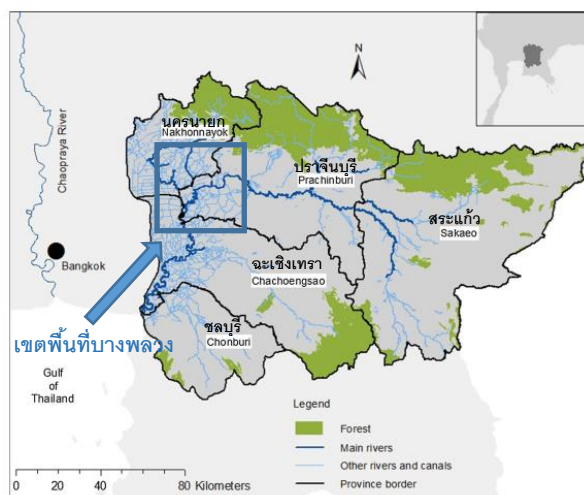 N
Chaopraya River
นครนายก
Nakhonnayok
ปราจีนบุรี
Prachinburi
สระแก้ว
Sakaeo
Bangkok
ฉะเชิงเทรา
Chachoengsao
เขตพื้นที่บางพลวง
ชลบุรี
Chonburi
Gulf
of
Thailand
Legend
Forest
Main rivers
Other rivers and canals
Province border
0 20 40 80 Kilometers